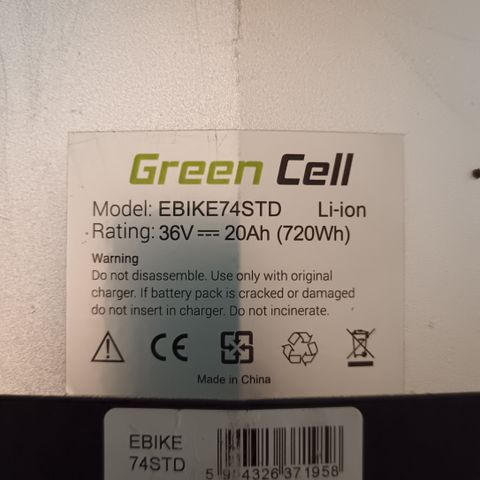 Green Cell
Model: EBIKE74STD Li-ion
Rating: 36V⎓20Ah (720Wh)
Warning
Do not disassemble. Use only with original
charger. If battery pack is cracked or damaged
do not insert in charger. Do not incinerate.
CE
Made in China
EBIKE
74STD
5 904326 371958